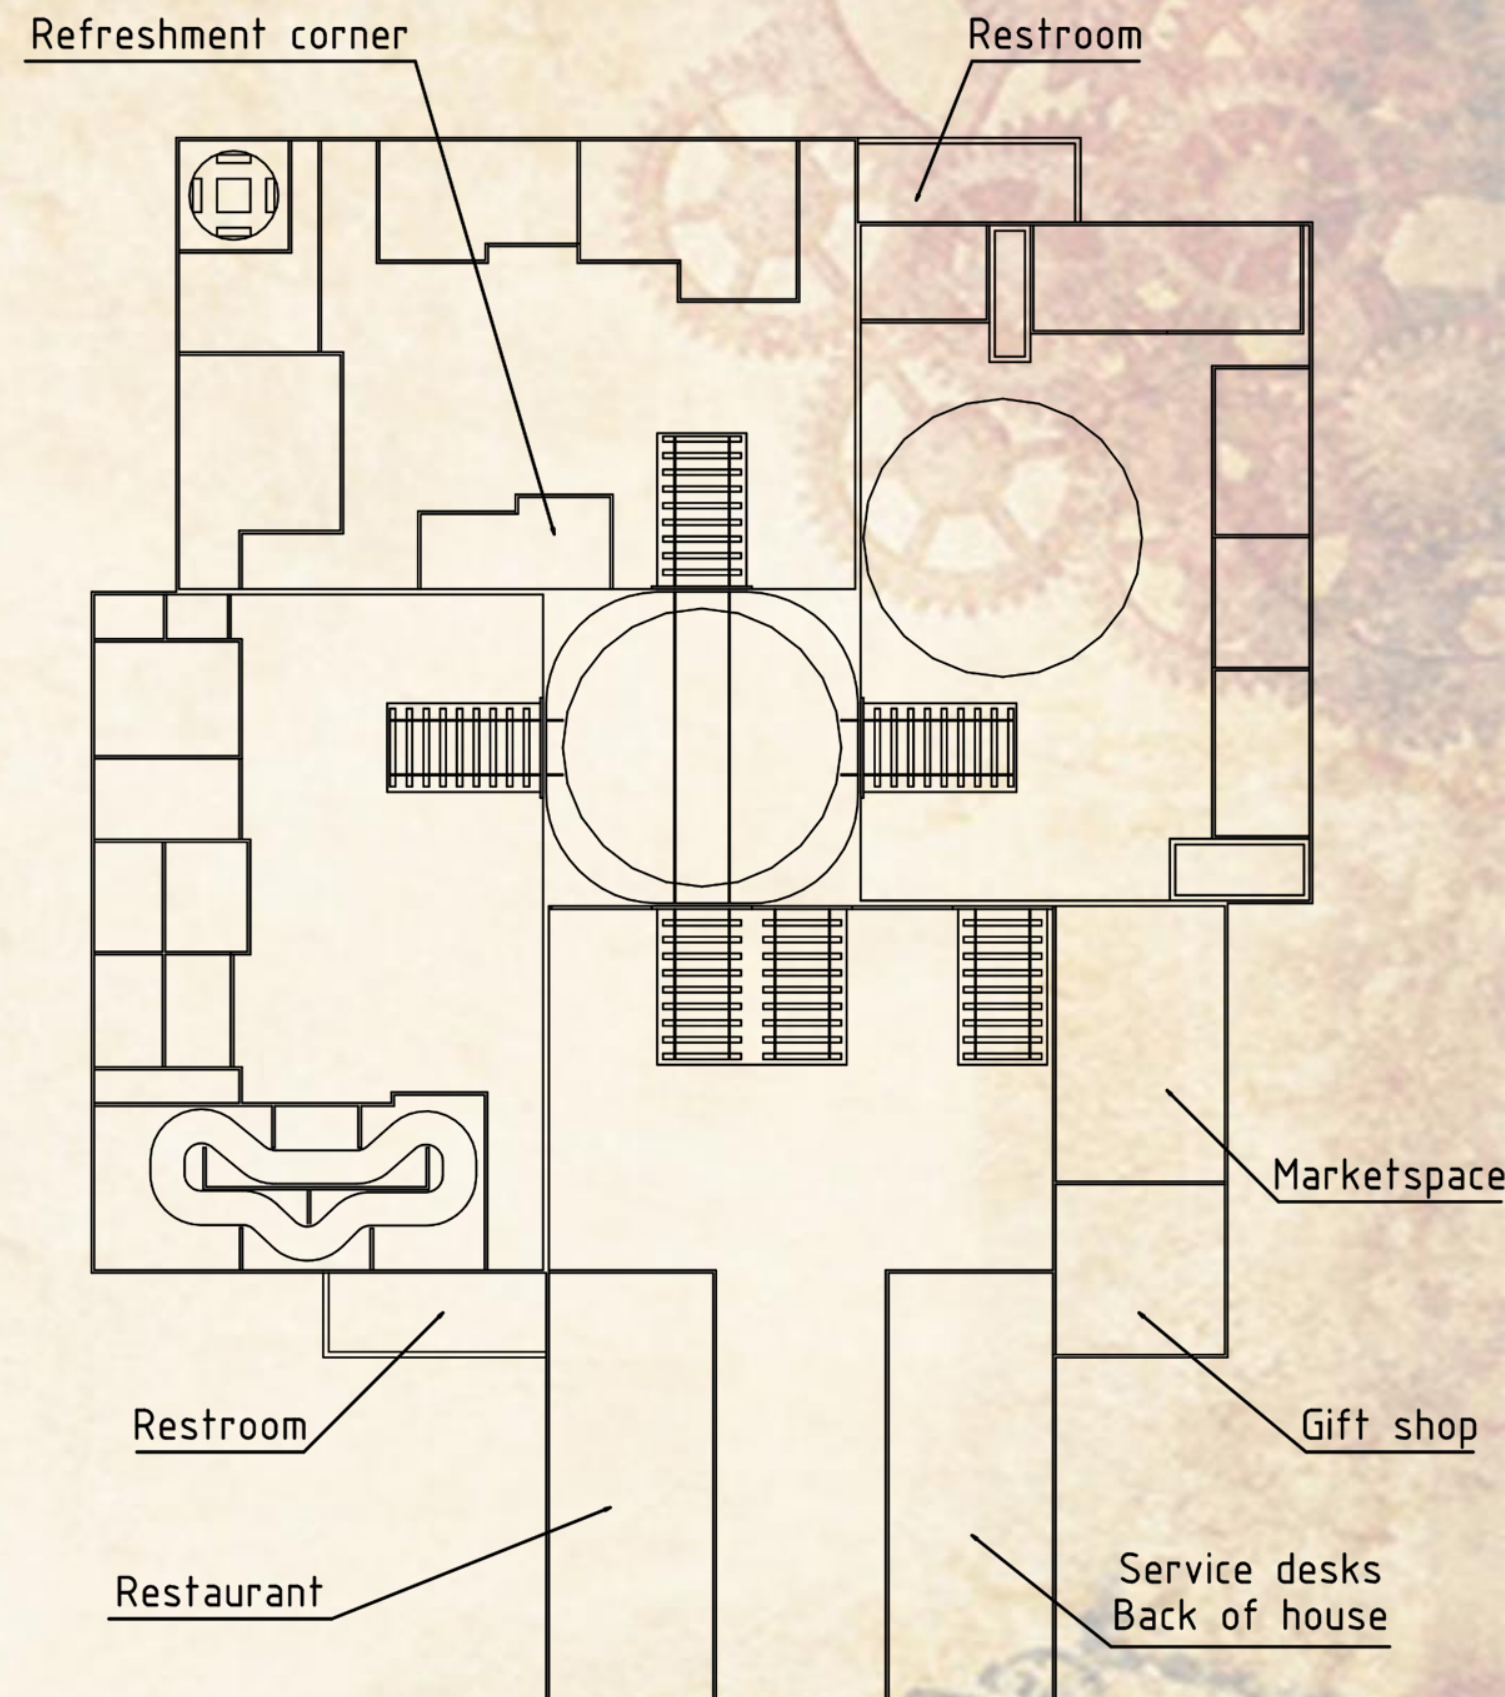 Refreshment corner
Restroom
Marketspace
Restroom
Gift shop
Restaurant
Service desks
Back of house